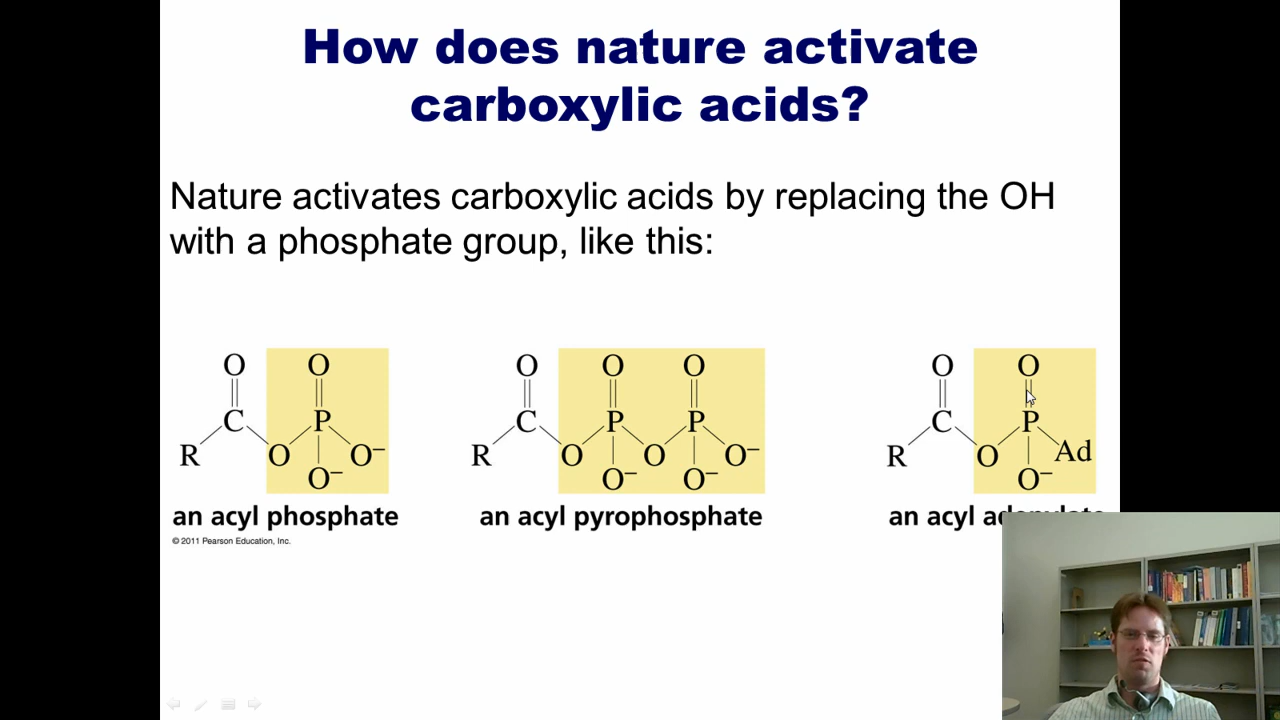 How does nature activate
carboxylic acids?
Nature activates carboxylic acids by replacing the OH
with a phosphate group, like this:
O O
C P
R O O–
O–
an acyl phosphate
O O O
C P P
R O O O–
O– O–
an acyl pyrophosphate
O O
C P
R O Ad
O–
an acyl
© 2011 Pearson Education, Inc.